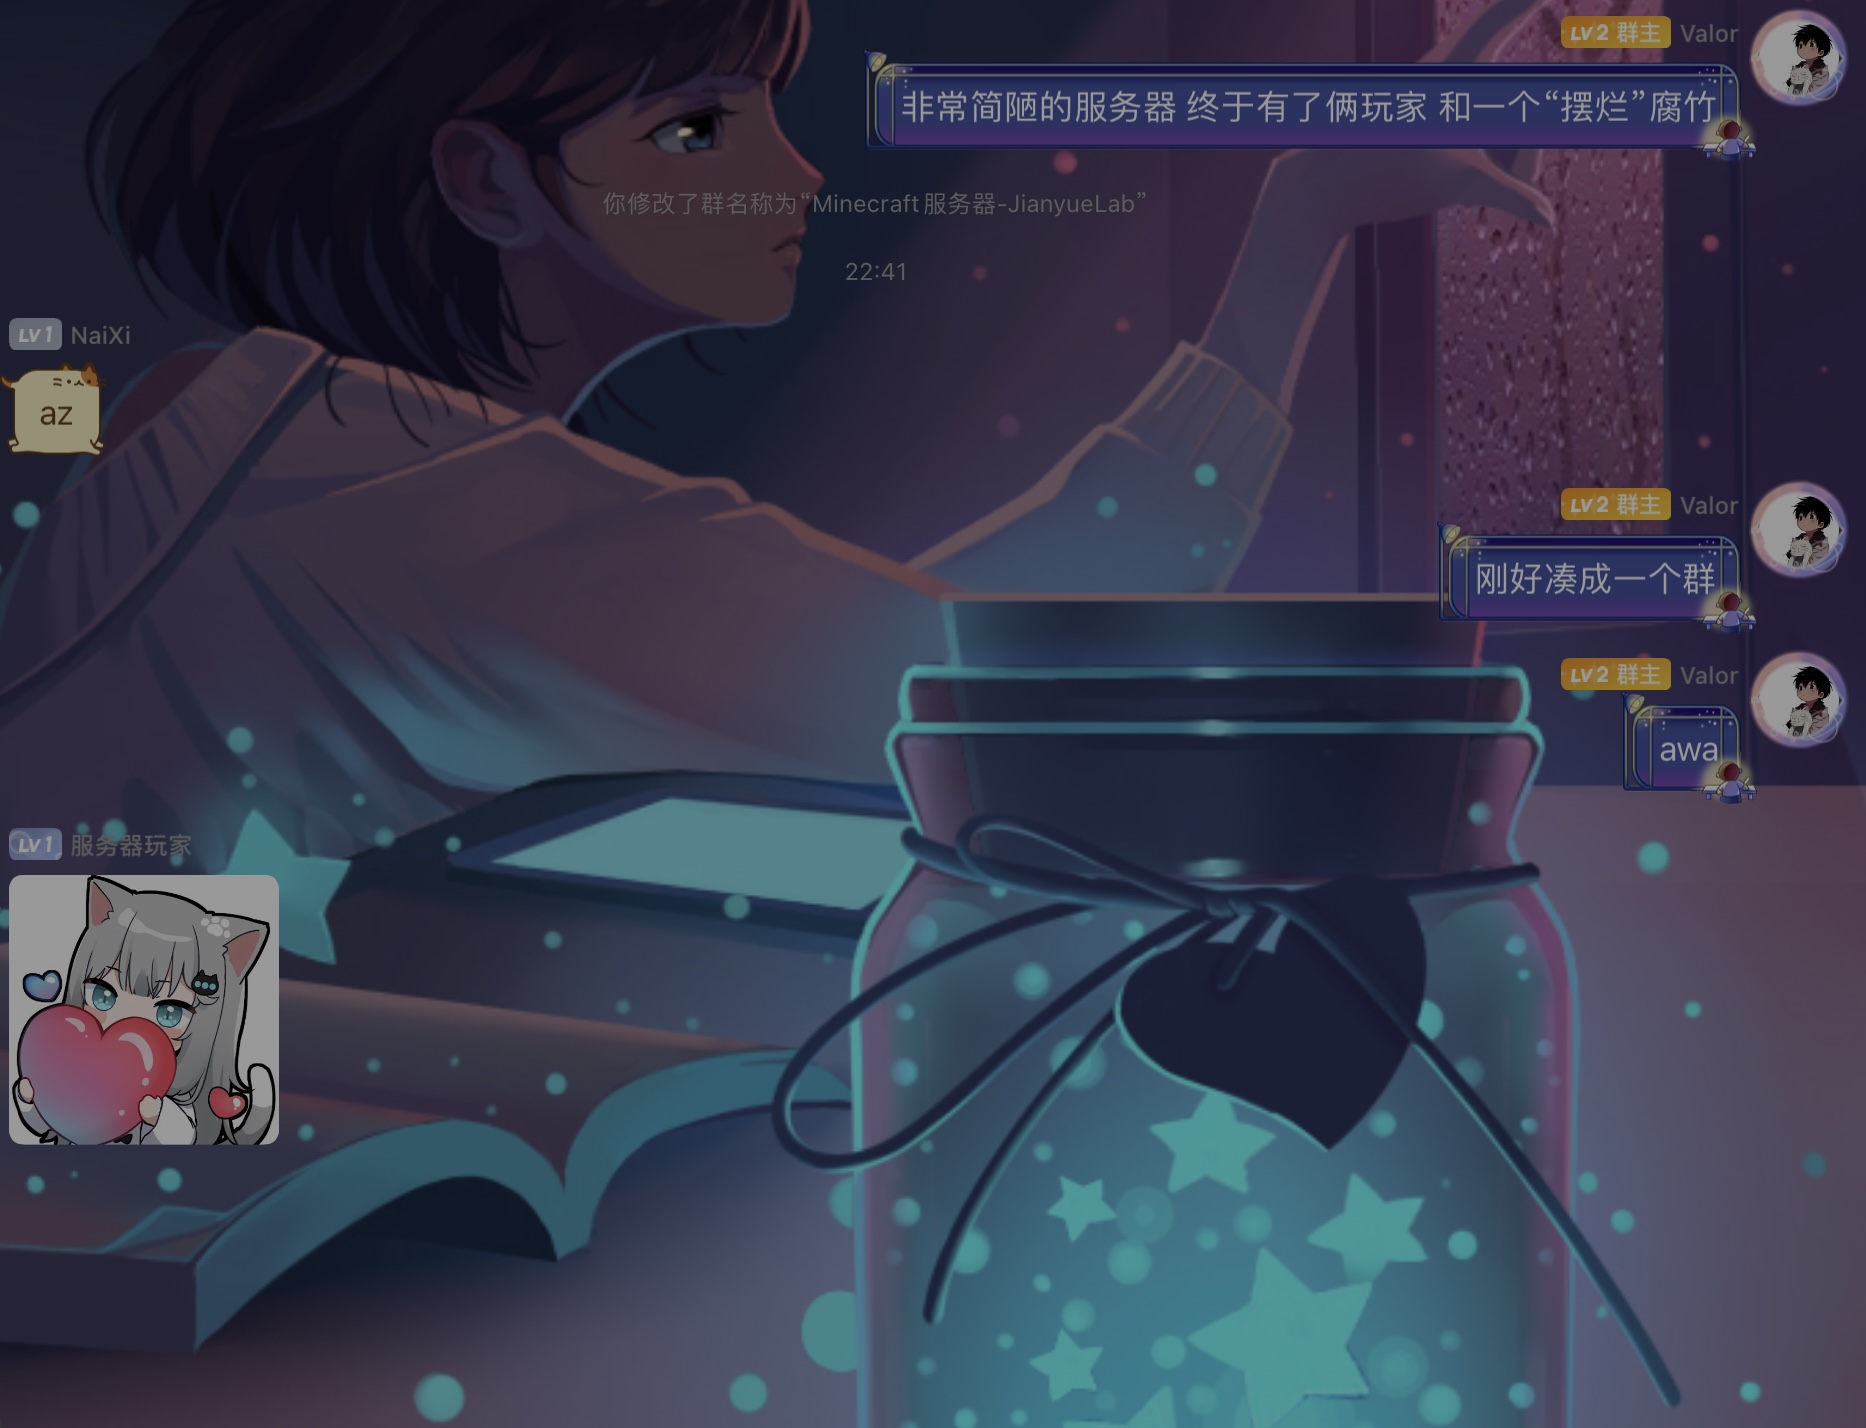 LV2 群主 Valor
非常简陋的服务器 终于有了俩玩家 和一个“摆烂”腐竹
你修改了群名称为“Minecraft服务器-JianyueLab”
22:41
LV1 NaiXi
az
LV2 群主 Valor
刚好凑成一个群
LV2 群主 Valor
awa
LV1 服务器玩家